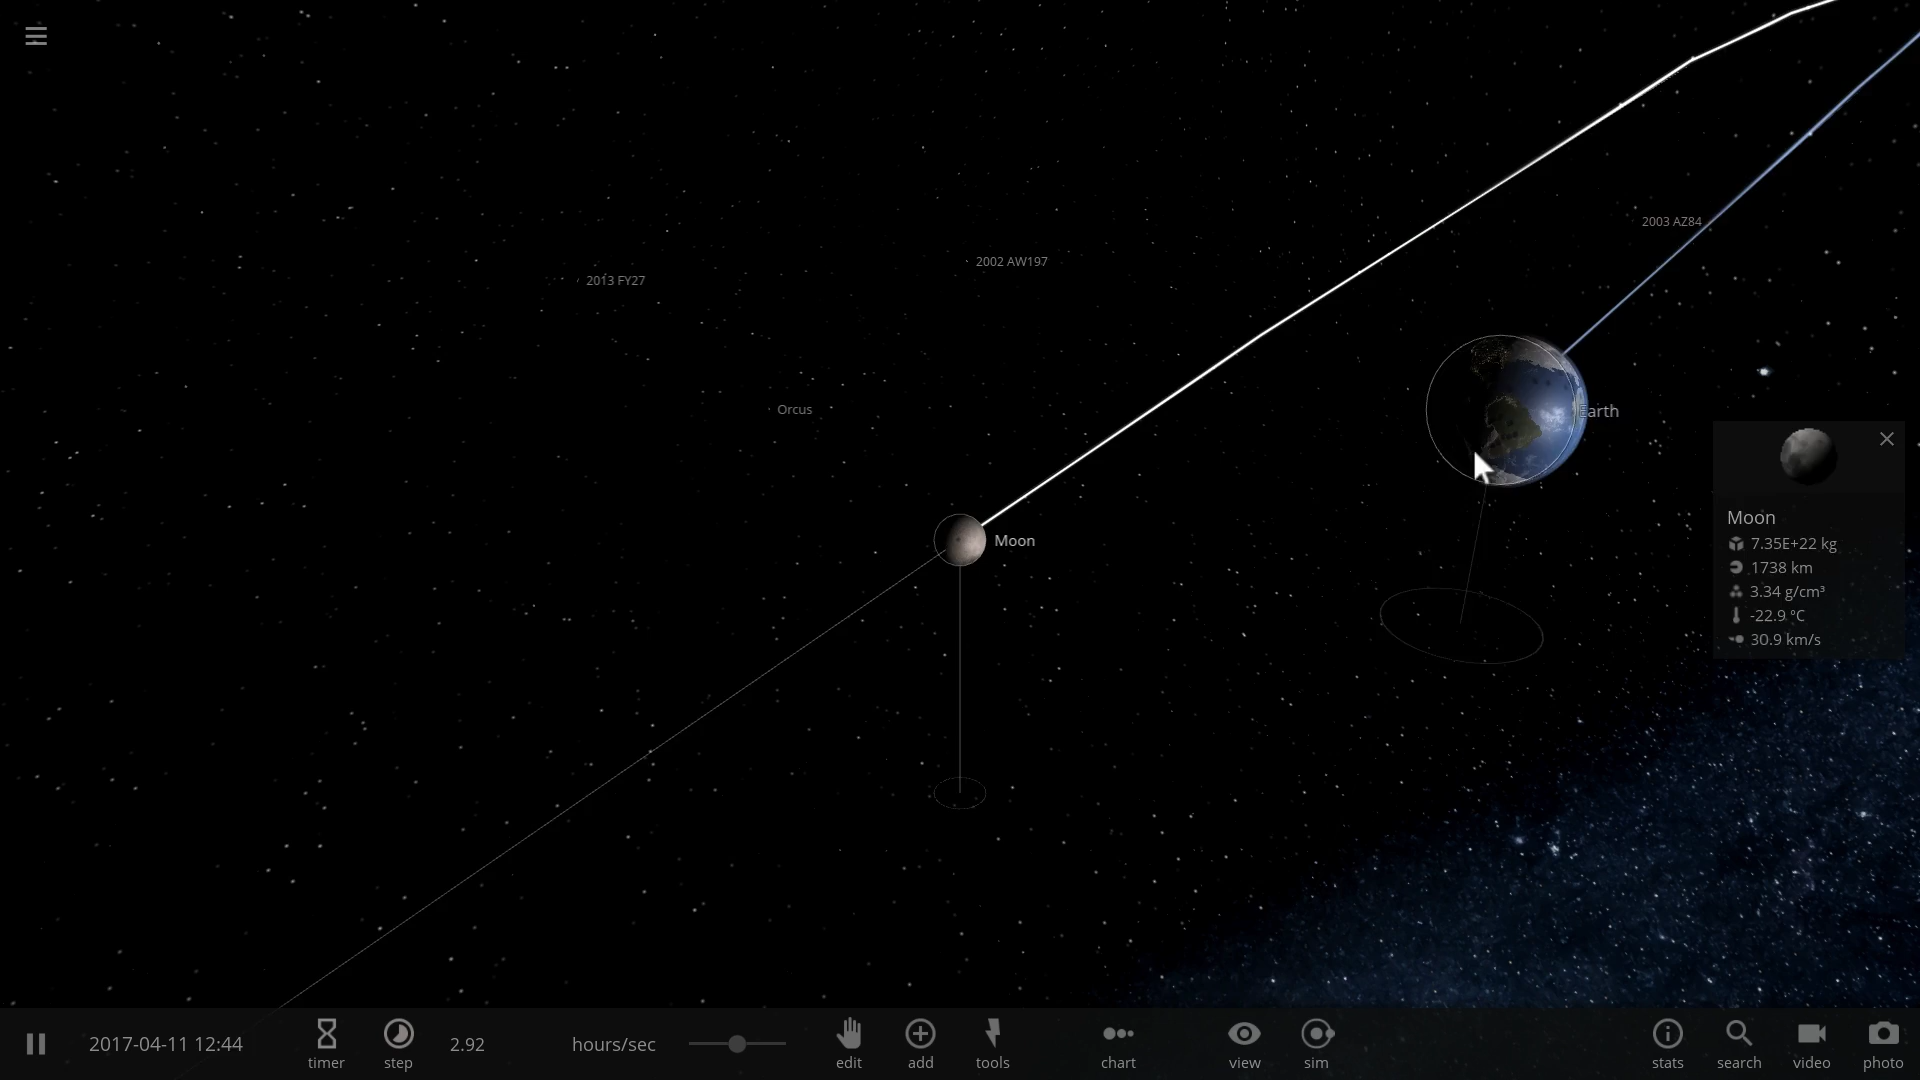 2003 AZ84
2002 AW197
2013 FY27
Orcus
Earth
Moon
Moon
7.35E+22 kg
1738 km
3.34 g/cm³
-22.9 °C
30.9 km/s
2017-04-11 12:44
timer
step
2.92
hours/sec
edit
add
tools
chart
view
sim
stats
search
video
photo